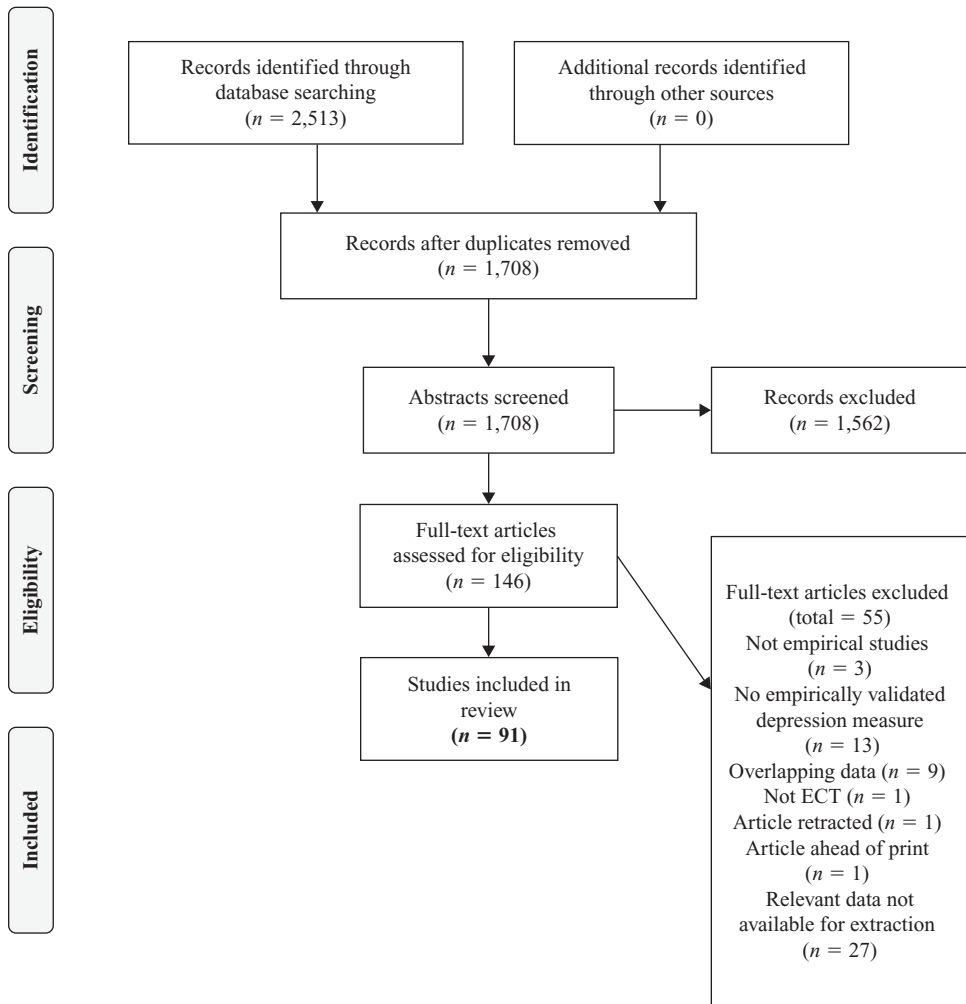 Identification
Records identified through
database searching
(n = 2,513)
Additional records identified
through other sources
(n = 0)
Records after duplicates removed
(n = 1,708)
Screening
Abstracts screened
(n = 1,708)
Records excluded
(n = 1,562)
Eligibility
Full-text articles
assessed for eligibility
(n = 146)
Full-text articles excluded
(total = 55)
Not empirical studies
(n = 3)
No empirically validated
depression measure
(n = 13)
Overlapping data (n = 9)
Not ECT (n = 1)
Article retracted (n = 1)
Article ahead of print
(n = 1)
Relevant data not
available for extraction
(n = 27)
Studies included in
review
(n = 91)
Included